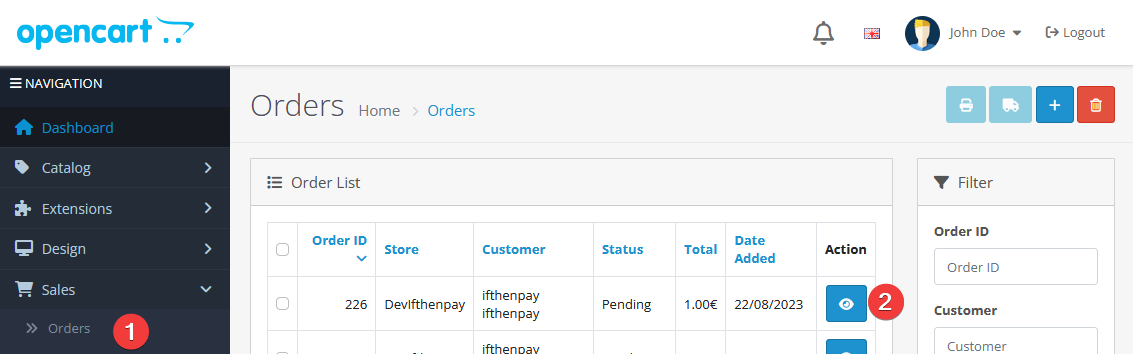 opencart
John Doe
Logout
NAVIGATION
Dashboard
Catalog
Extensions
Design
Sales
Orders
1
Orders
Home
Orders
Order List
Order ID
Store
Customer
Status
Total
Date
Added
Action
226
DevIfthenpay
ifthenpay
ifthenpay
Pending
1.00€
22/08/2023
2
ifthenpay
Filter
Order ID
Order ID
Customer
Customer